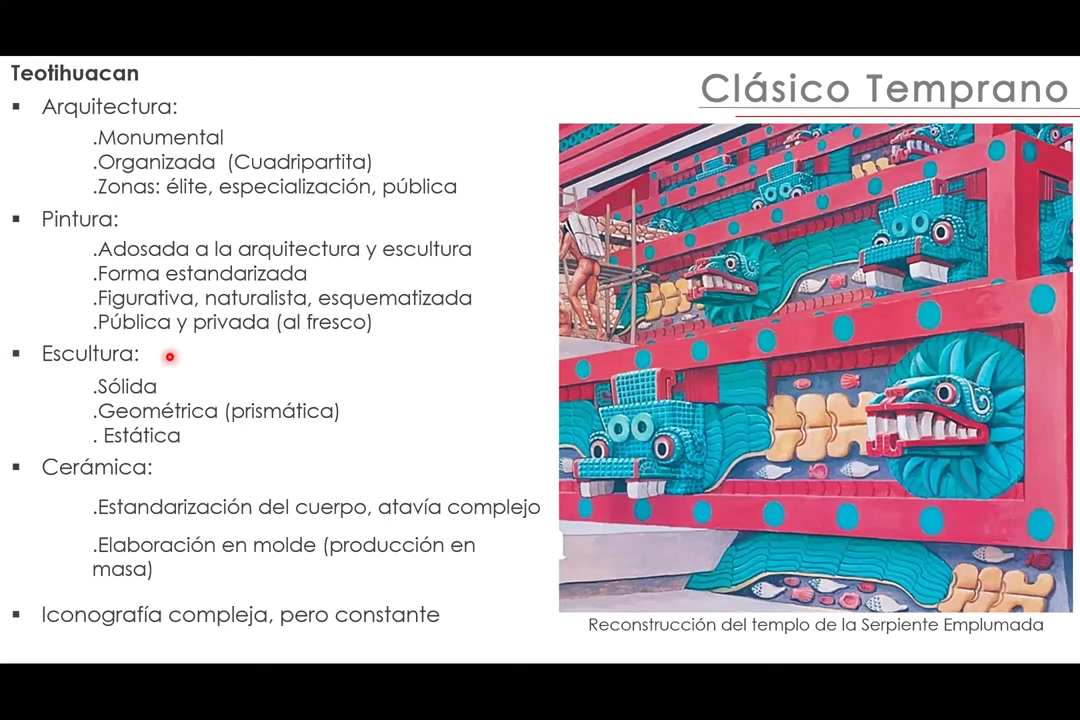 Teotihuacan
Clásico Temprano
▪ Arquitectura:
.Monumental
.Organizada (Cuadripartita)
.Zonas: élite, especialización, pública
▪ Pintura:
.Adosada a la arquitectura y escultura
.Forma estandarizada
.Figurativa, naturalista, esquematizada
.Pública y privada (al fresco)
▪ Escultura:
.Sólida
.Geométrica (prismática)
. Estática
▪ Cerámica:
.Estandarización del cuerpo, atavía complejo
.Elaboración en molde (producción en
masa)
▪ Iconografía compleja, pero constante
Reconstrucción del templo de la Serpiente Emplumada